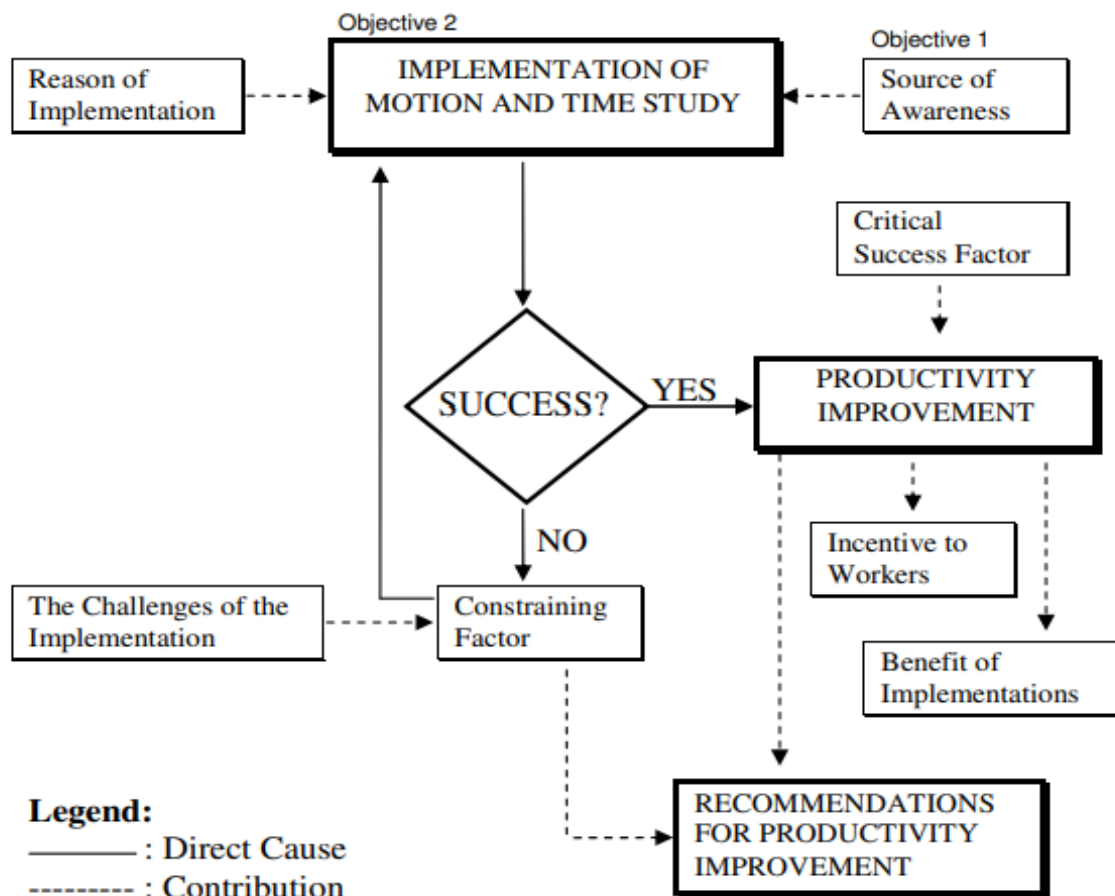 Objective 2
Objective 1
Reason of
Implementation
IMPLEMENTATION OF
MOTION AND TIME STUDY
Source of
Awareness
Critical
Success Factor
SUCCESS?
YES
PRODUCTIVITY
IMPROVEMENT
NO
Incentive to
Workers
The Challenges of the
Implementation
Constraining
Factor
Benefit of
Implementations
RECOMMENDATIONS
FOR PRODUCTIVITY
IMPROVEMENT
Legend:
: Direct Cause
: Contribution